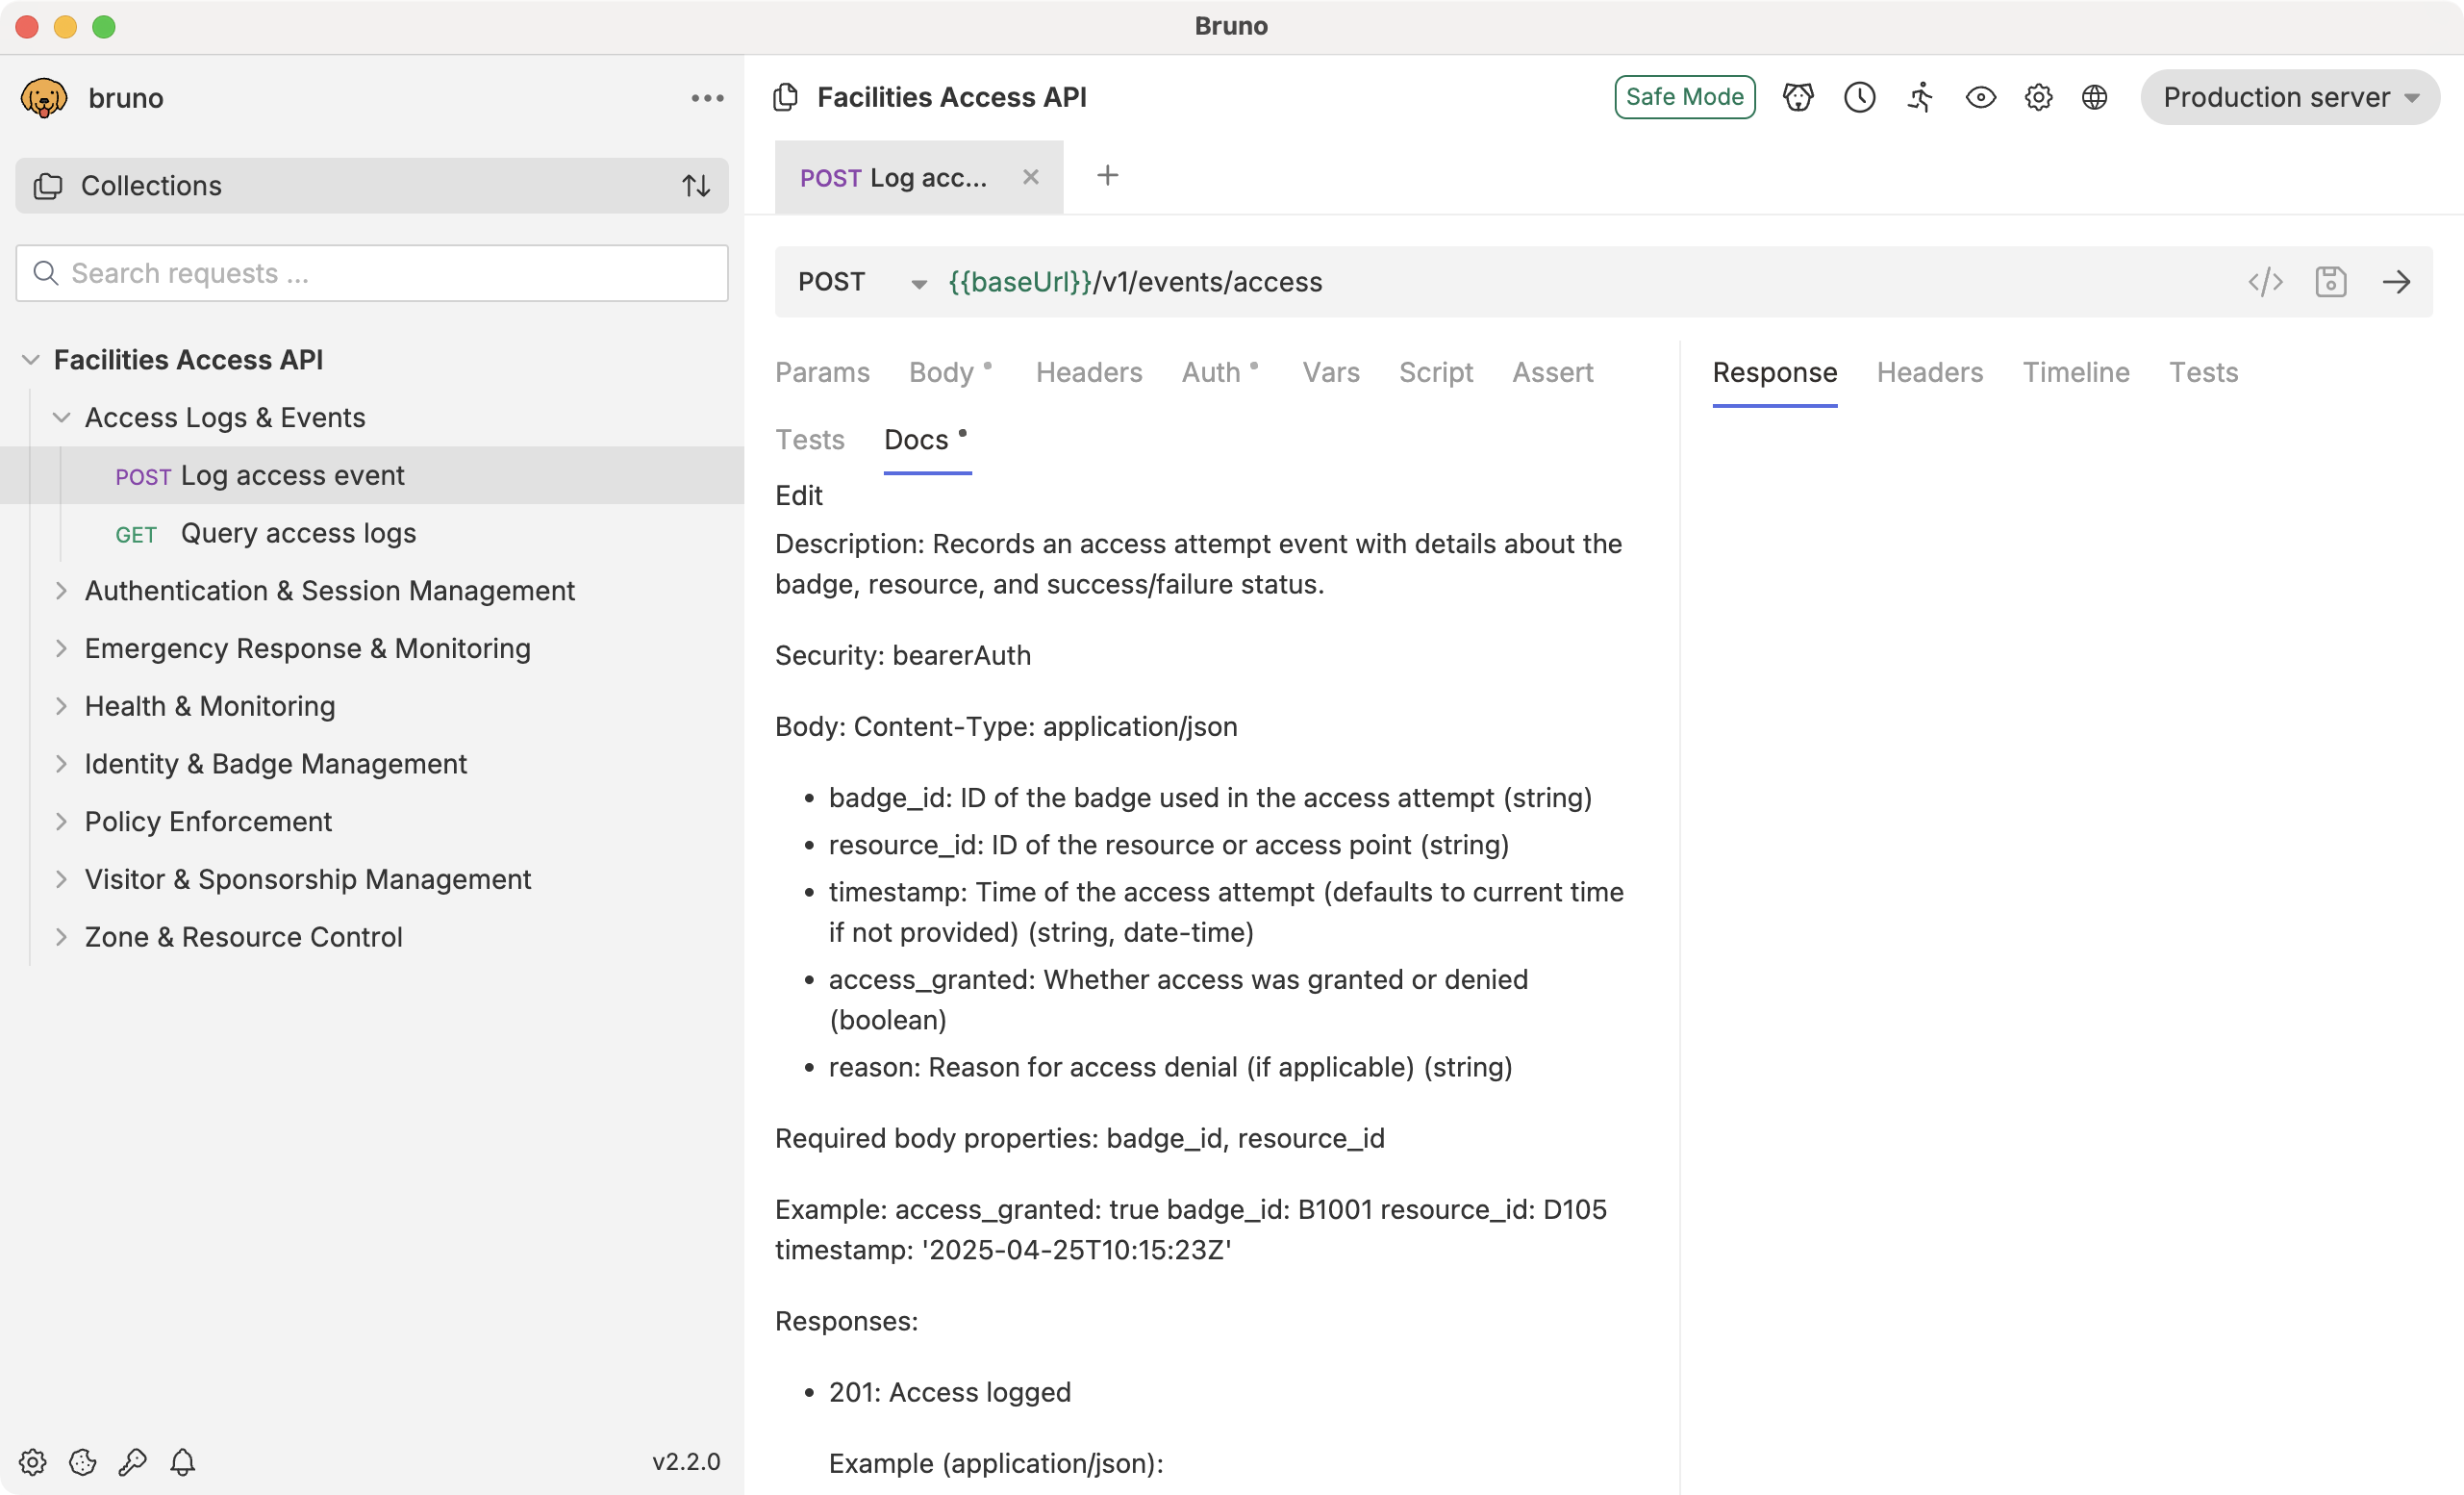 Bruno
bruno
Collections
Search requests ...
Facilities Access API
Access Logs & Events
POST Log access event
GET Query access logs
Authentication & Session Management
Emergency Response & Monitoring
Health & Monitoring
Identity & Badge Management
Policy Enforcement
Visitor & Sponsorship Management
Zone & Resource Control
v2.2.0
Facilities Access API
Safe Mode
Production server
POST Log acc...
POST {{baseUrl}}/v1/events/access
Params Body Headers Auth Vars Script Assert
Tests Docs
Edit
Description: Records an access attempt event with details about the
badge, resource, and success/failure status.
Security: bearerAuth
Body: Content-Type: application/json
• badge_id: ID of the badge used in the access attempt (string)
• resource_id: ID of the resource or access point (string)
• timestamp: Time of the access attempt (defaults to current time
if not provided) (string, date-time)
• access_granted: Whether access was granted or denied
(boolean)
• reason: Reason for access denial (if applicable) (string)
Required body properties: badge_id, resource_id
Example: access_granted: true badge_id: B1001 resource_id: D105
timestamp: '2025-04-25T10:15:23Z'
Responses:
• 201: Access logged
Example (application/json):
Response Headers Timeline Tests